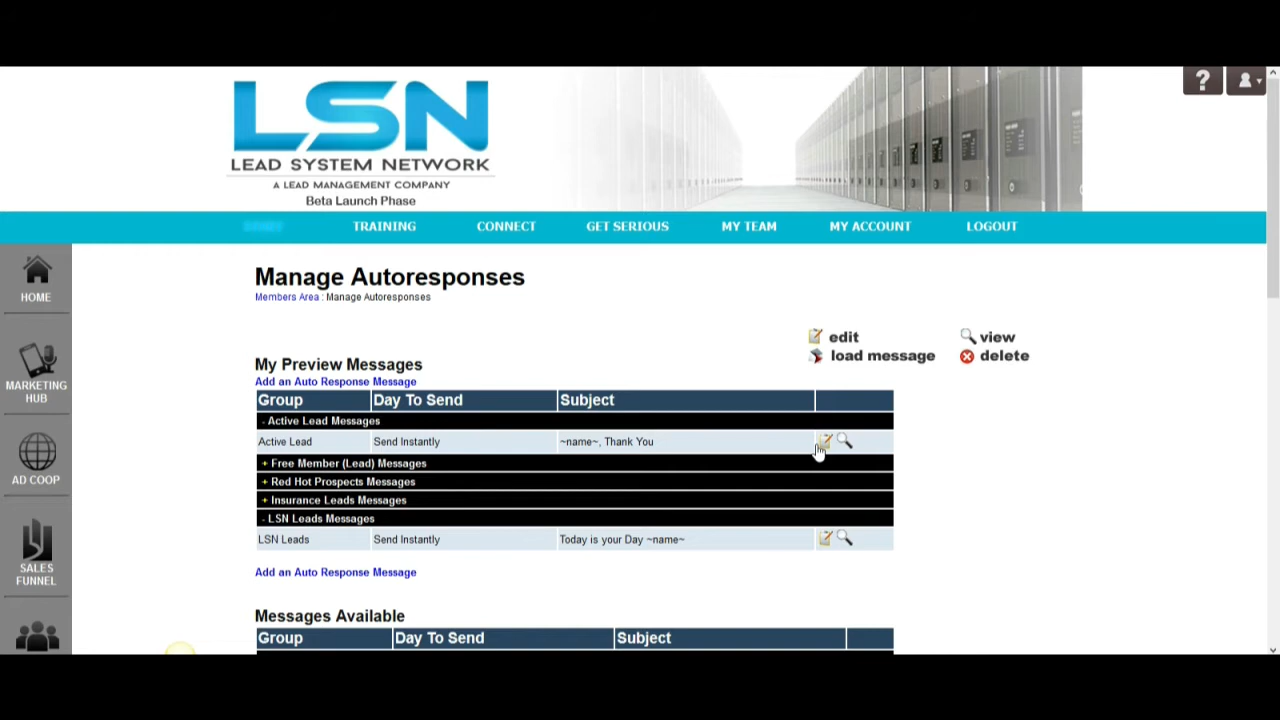 LSN
LEAD SYSTEM NETWORK
A LEAD MANAGEMENT COMPANY
Beta Launch Phase
?
TRAINING CONNECT GET SERIOUS MY TEAM MY ACCOUNT LOGOUT
HOME
MARKETING
HUB
AD COOP
SALES
FUNNEL
Manage Autoresponses
Members Area : Manage Autoresponses
edit view
load message delete
My Preview Messages
Add an Auto Response Message
Group Day To Send Subject
- Active Lead Messages
Active Lead Send Instantly ~name~, Thank You
+ Free Member (Lead) Messages
+ Red Hot Prospects Messages
+ Insurance Leads Messages
- LSN Leads Messages
LSN Leads Send Instantly Today is your Day ~name~
Add an Auto Response Message
Messages Available
Group Day To Send Subject